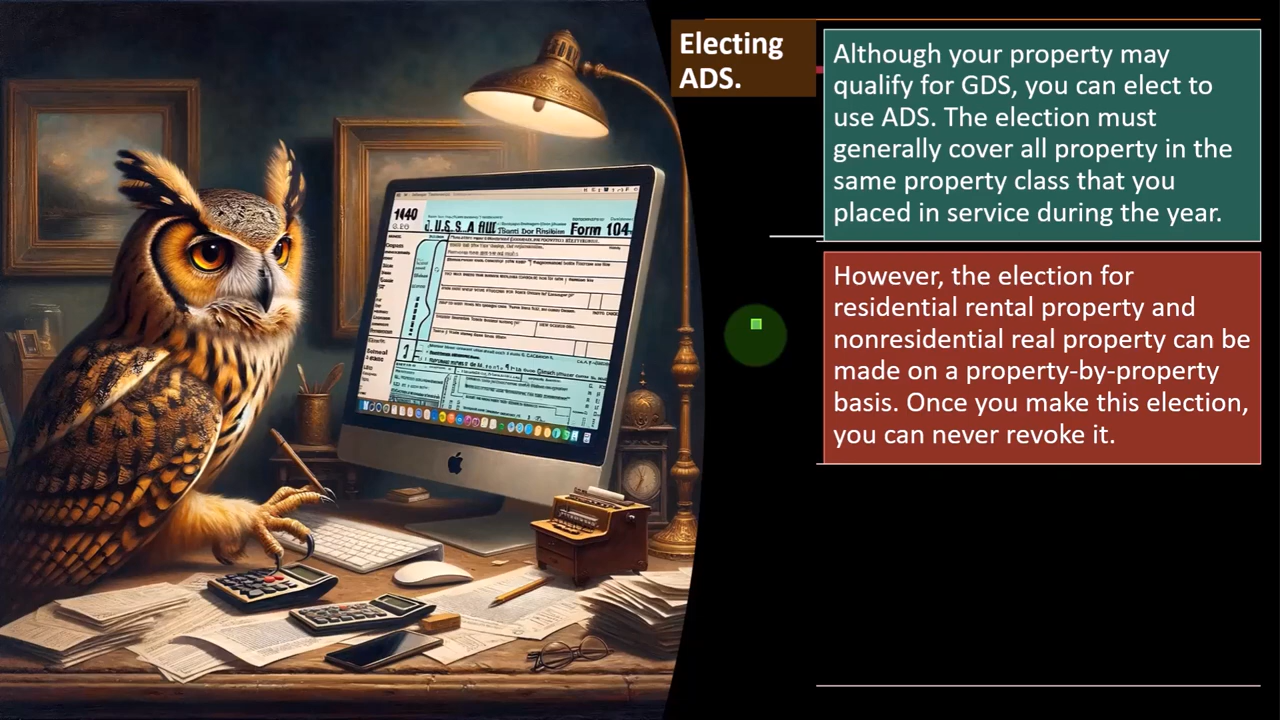 Electing
ADS.
Although your property may
qualify for GDS, you can elect to
use ADS. The election must
generally cover all property in the
same property class that you
placed in service during the year.
However, the election for
residential rental property and
nonresidential real property can be
made on a property-by-property
basis. Once you make this election,
you can never revoke it.
1440
Form 104